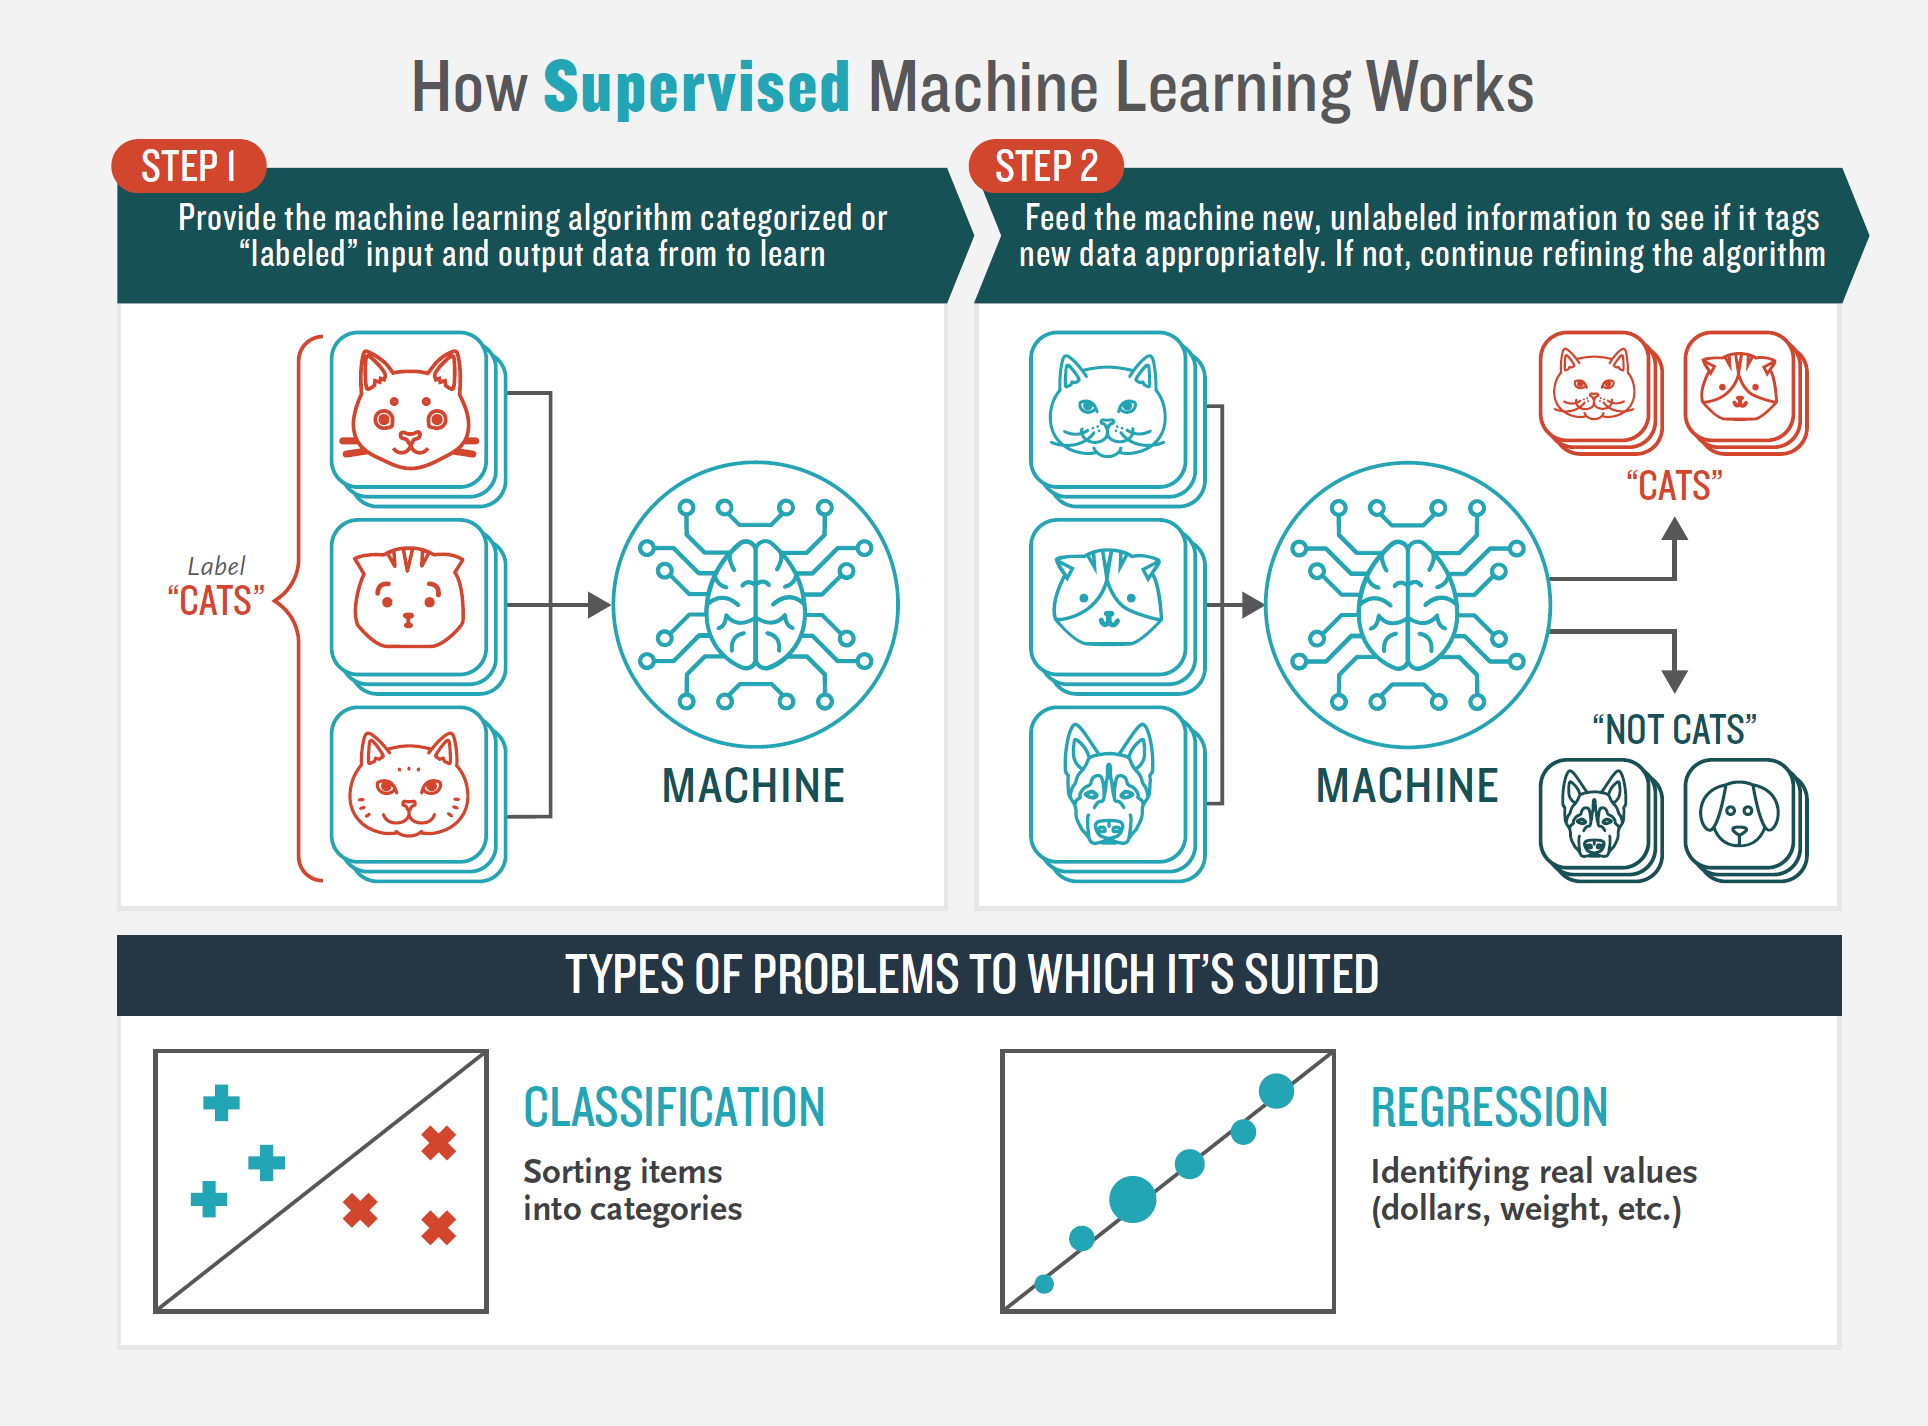 How Supervised Machine Learning Works
STEP 1
Provide the machine learning algorithm categorized or
“labeled” input and output data from to learn
STEP 2
Feed the machine new, unlabeled information to see if it tags
new data appropriately. If not, continue refining the algorithm
Label
“CATS”
MACHINE
MACHINE
“CATS”
“NOT CATS”
TYPES OF PROBLEMS TO WHICH IT’S SUITED
CLASSIFICATION
Sorting items
into categories
REGRESSION
Identifying real values
(dollars, weight, etc.)